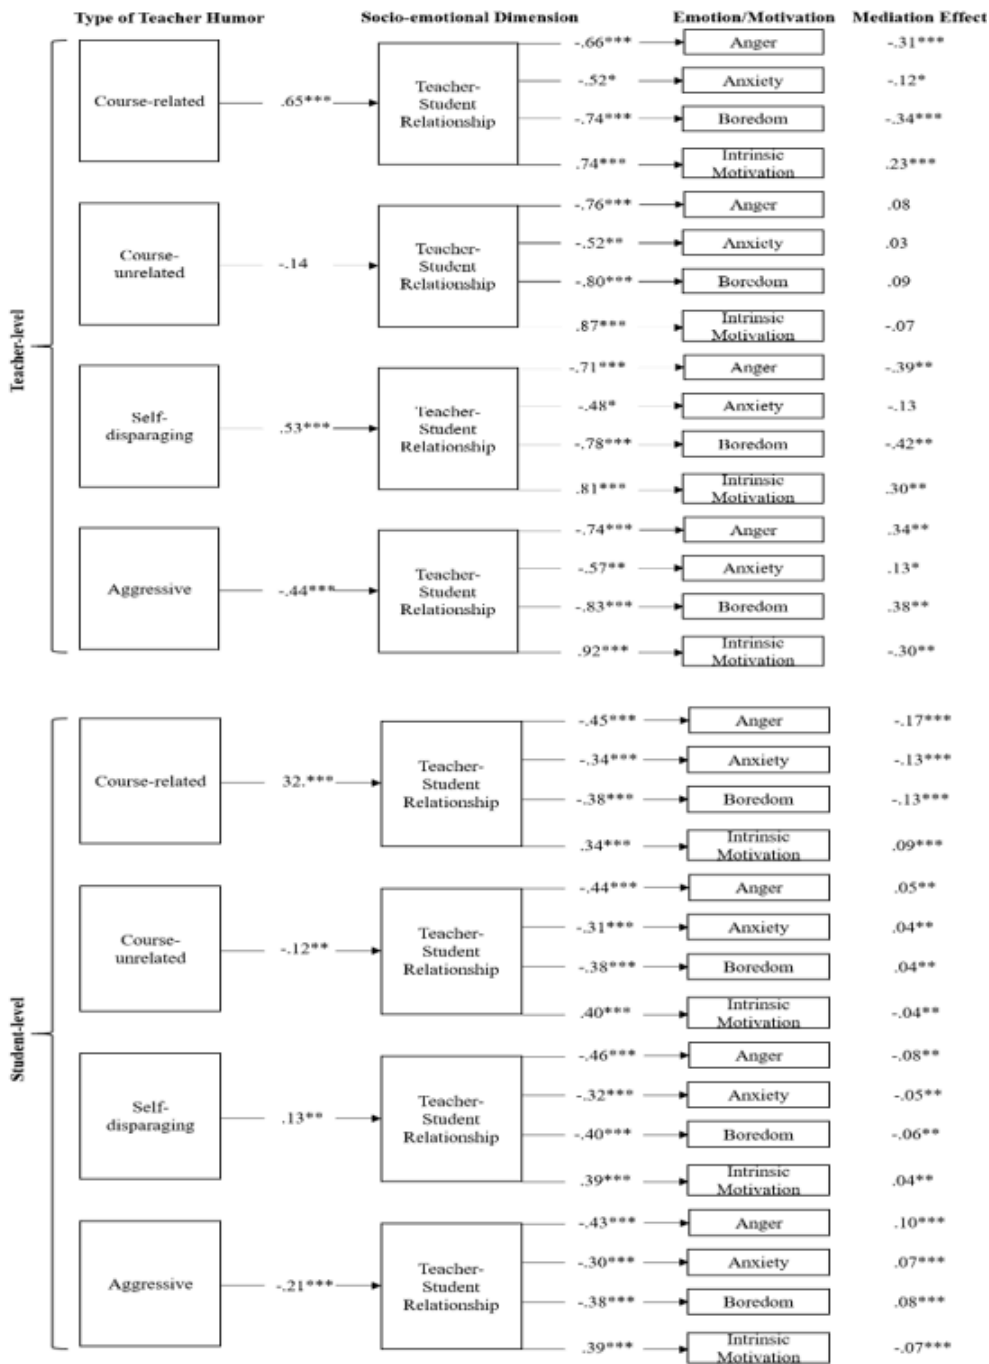 Type of Teacher Humor Socio-emotional Dimension Emotion/Motivation Mediation Effect
Teacher-level
Course-related .65*** Teacher-
Student
Relationship
-.66*** Anger -.31***
-.52* Anxiety -.12*
-.74*** Boredom -.34***
.74*** Intrinsic
Motivation .23***
Course-
unrelated -.14 Teacher-
Student
Relationship
-.76*** Anger .08
-.52** Anxiety .03
-.80*** Boredom .09
.87*** Intrinsic
Motivation -.07
Self-
disparaging .53*** Teacher-
Student
Relationship
-.71*** Anger -.39**
-.48* Anxiety -.13
-.78*** Boredom -.42**
.81*** Intrinsic
Motivation .30**
Aggressive -.44*** Teacher-
Student
Relationship
-.74*** Anger .34**
-.57** Anxiety .13*
-.83*** Boredom .38**
.92*** Intrinsic
Motivation -.30**
Student-level
Course-related 32.*** Teacher-
Student
Relationship
-.45*** Anger -.17***
-.34*** Anxiety -.13***
-.38*** Boredom -.13***
.34*** Intrinsic
Motivation .09***
Course-
unrelated -.12** Teacher-
Student
Relationship
-.44*** Anger .05**
-.31*** Anxiety .04**
-.38*** Boredom .04**
.40*** Intrinsic
Motivation -.04**
Self-
disparaging .13** Teacher-
Student
Relationship
-.46*** Anger -.08**
-.32*** Anxiety -.05**
-.40*** Boredom -.06**
.39*** Intrinsic
Motivation .04**
Aggressive -.21*** Teacher-
Student
Relationship
-.43*** Anger .10***
-.30*** Anxiety .07***
-.38*** Boredom .08***
.39*** Intrinsic
Motivation -.07***